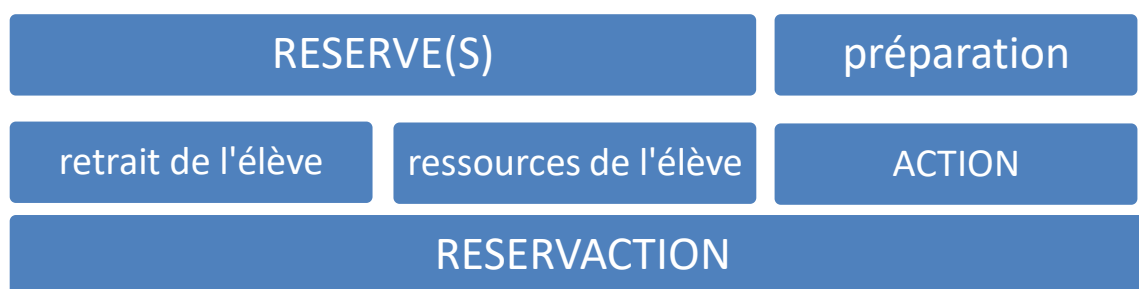 RESERVE(S)
préparation
retrait de l'élève
ressources de l'élève
ACTION
RESERVACTION